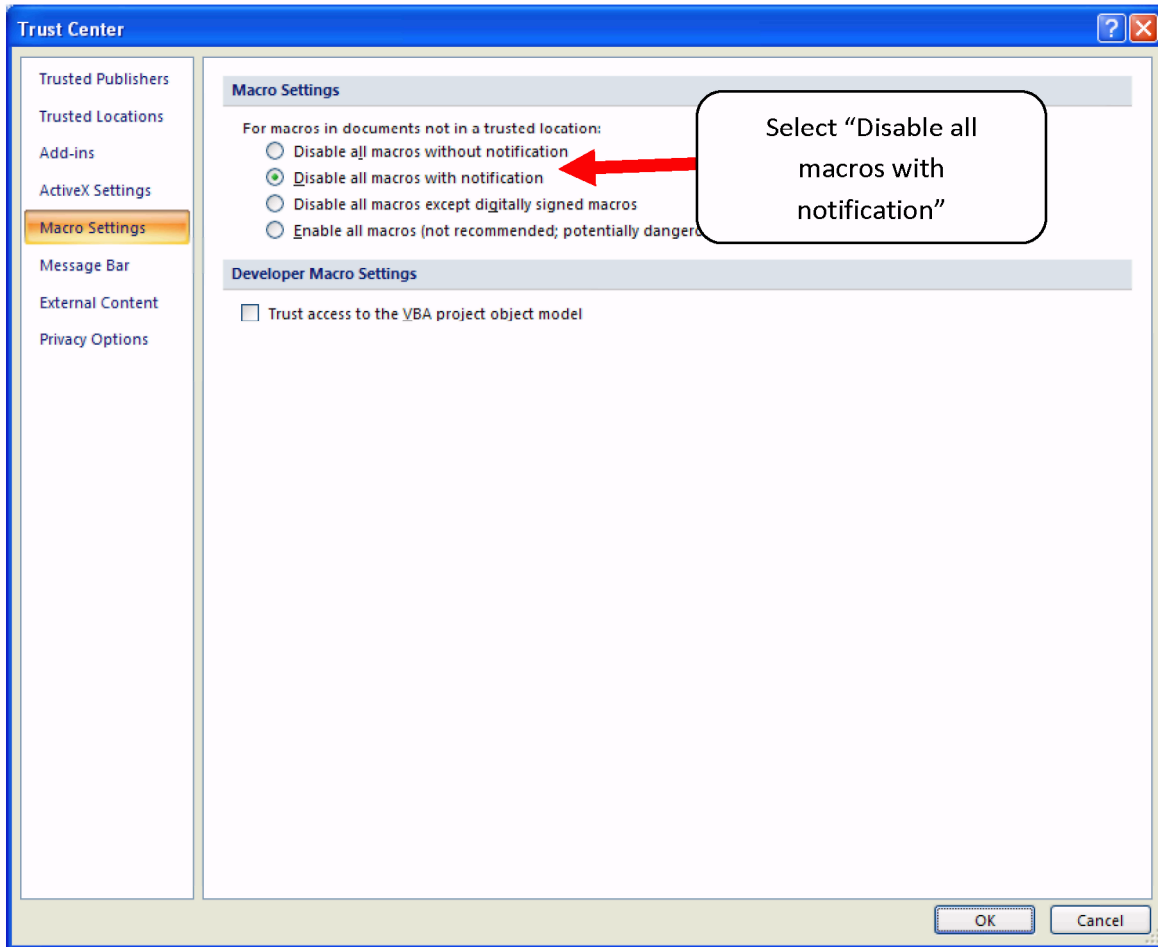 Trust Center
Trusted Publishers
Trusted Locations
Add-ins
ActiveX Settings
Macro Settings
Message Bar
External Content
Privacy Options
Macro Settings
For macros in documents not in a trusted location:
Disable all macros without notification
Disable all macros with notification
Disable all macros except digitally signed macros
Enable all macros (not recommended; potentially
Select “Disable all
macros with
notification”
Developer Macro Settings
Trust access to the VBA project object model
OK
Cancel